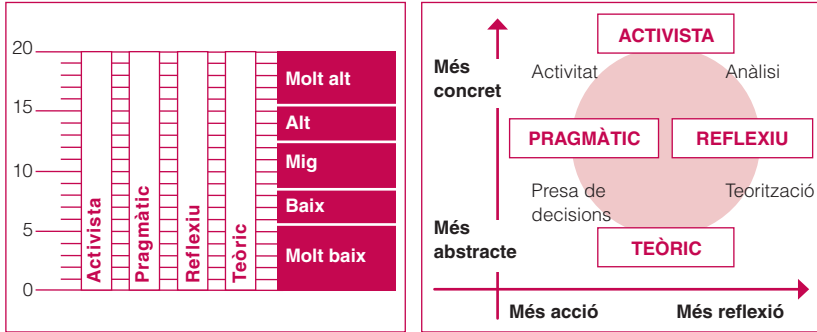 20
15
10
5
0
Activista
Pragmàtic
Reflexiu
Teòric
Molt alt
Alt
Mig
Baix
Molt baix
Més
concret
Més
abstracte
ACTIVISTA
Activitat
Anàlisi
PRAGMÀTIC
REFLEXIU
Presa de
decisions
Teorització
TEÒRIC
Més acció
Més reflexió